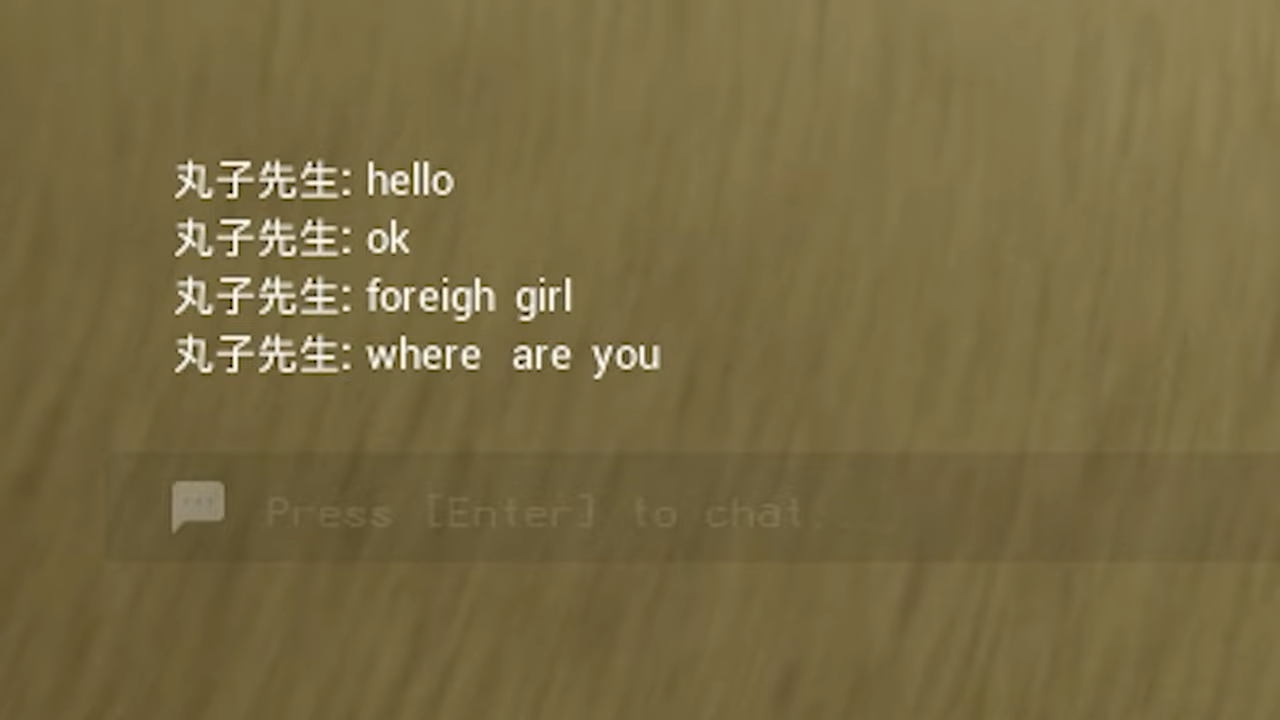 丸子先生: hello
丸子先生: ok
丸子先生: foreigh girl
丸子先生: where are you
Press [Enter] to chat.